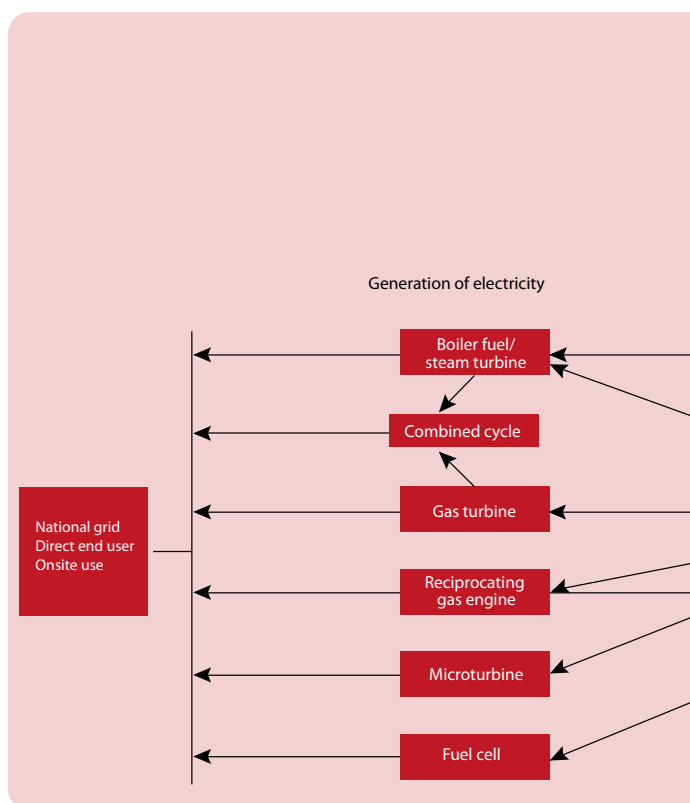 Generation of electricity
Boiler fuel/
steam turbine
Combined cycle
Gas turbine
National grid
Direct end user
Onsite use
Reciprocating
gas engine
Microturbine
Fuel cell